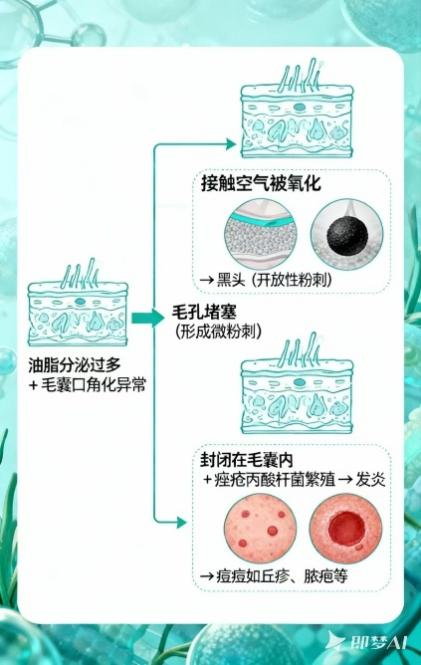 接触空气被氧化
→ 黑头（开放性粉刺）
油脂分泌过多
+ 毛囊口角化异常
毛孔堵塞
（形成微粉刺）
封闭在毛囊内
+ 痤疮丙酸杆菌繁殖 → 发炎
→ 痘痘如丘疹、脓疱等
即梦AI